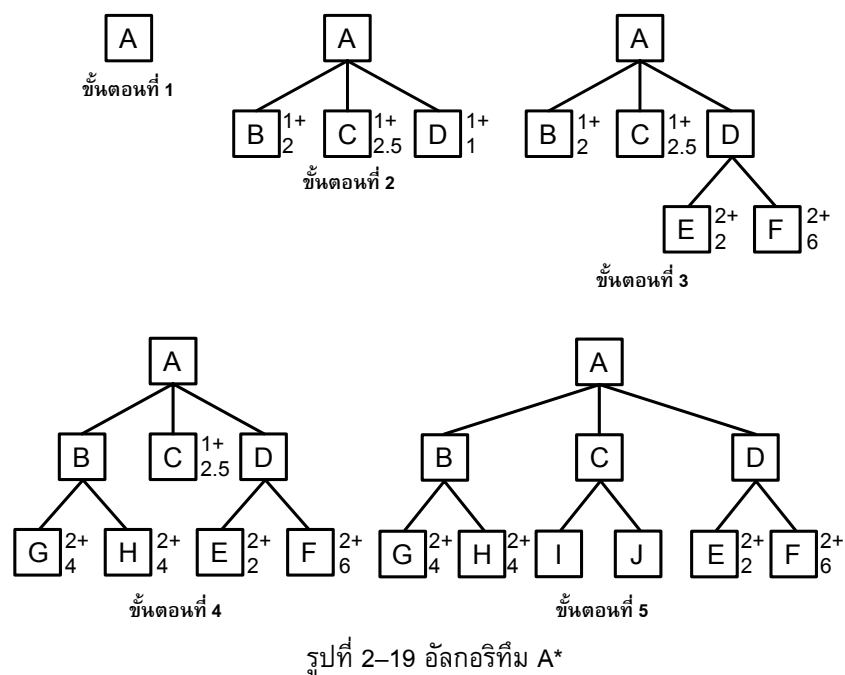 A A A
ขั้นตอนที่ 1
B 1+ 2 C 1+ 2.5 D 1+ 1
ขั้นตอนที่ 2
B 1+ 2 C 1+ 2.5 D
E 2+ 2 F 2+ 6
ขั้นตอนที่ 3
A
B C 1+ 2.5 D
G 2+ 4 H 2+ 4 E 2+ 2 F 2+ 6
ขั้นตอนที่ 4
A
B C D
G 2+ 4 H 2+ 4 I J E 2+ 2 F 2+ 6
ขั้นตอนที่ 5
รูปที่ 2–19 อัลกอริทึม A*